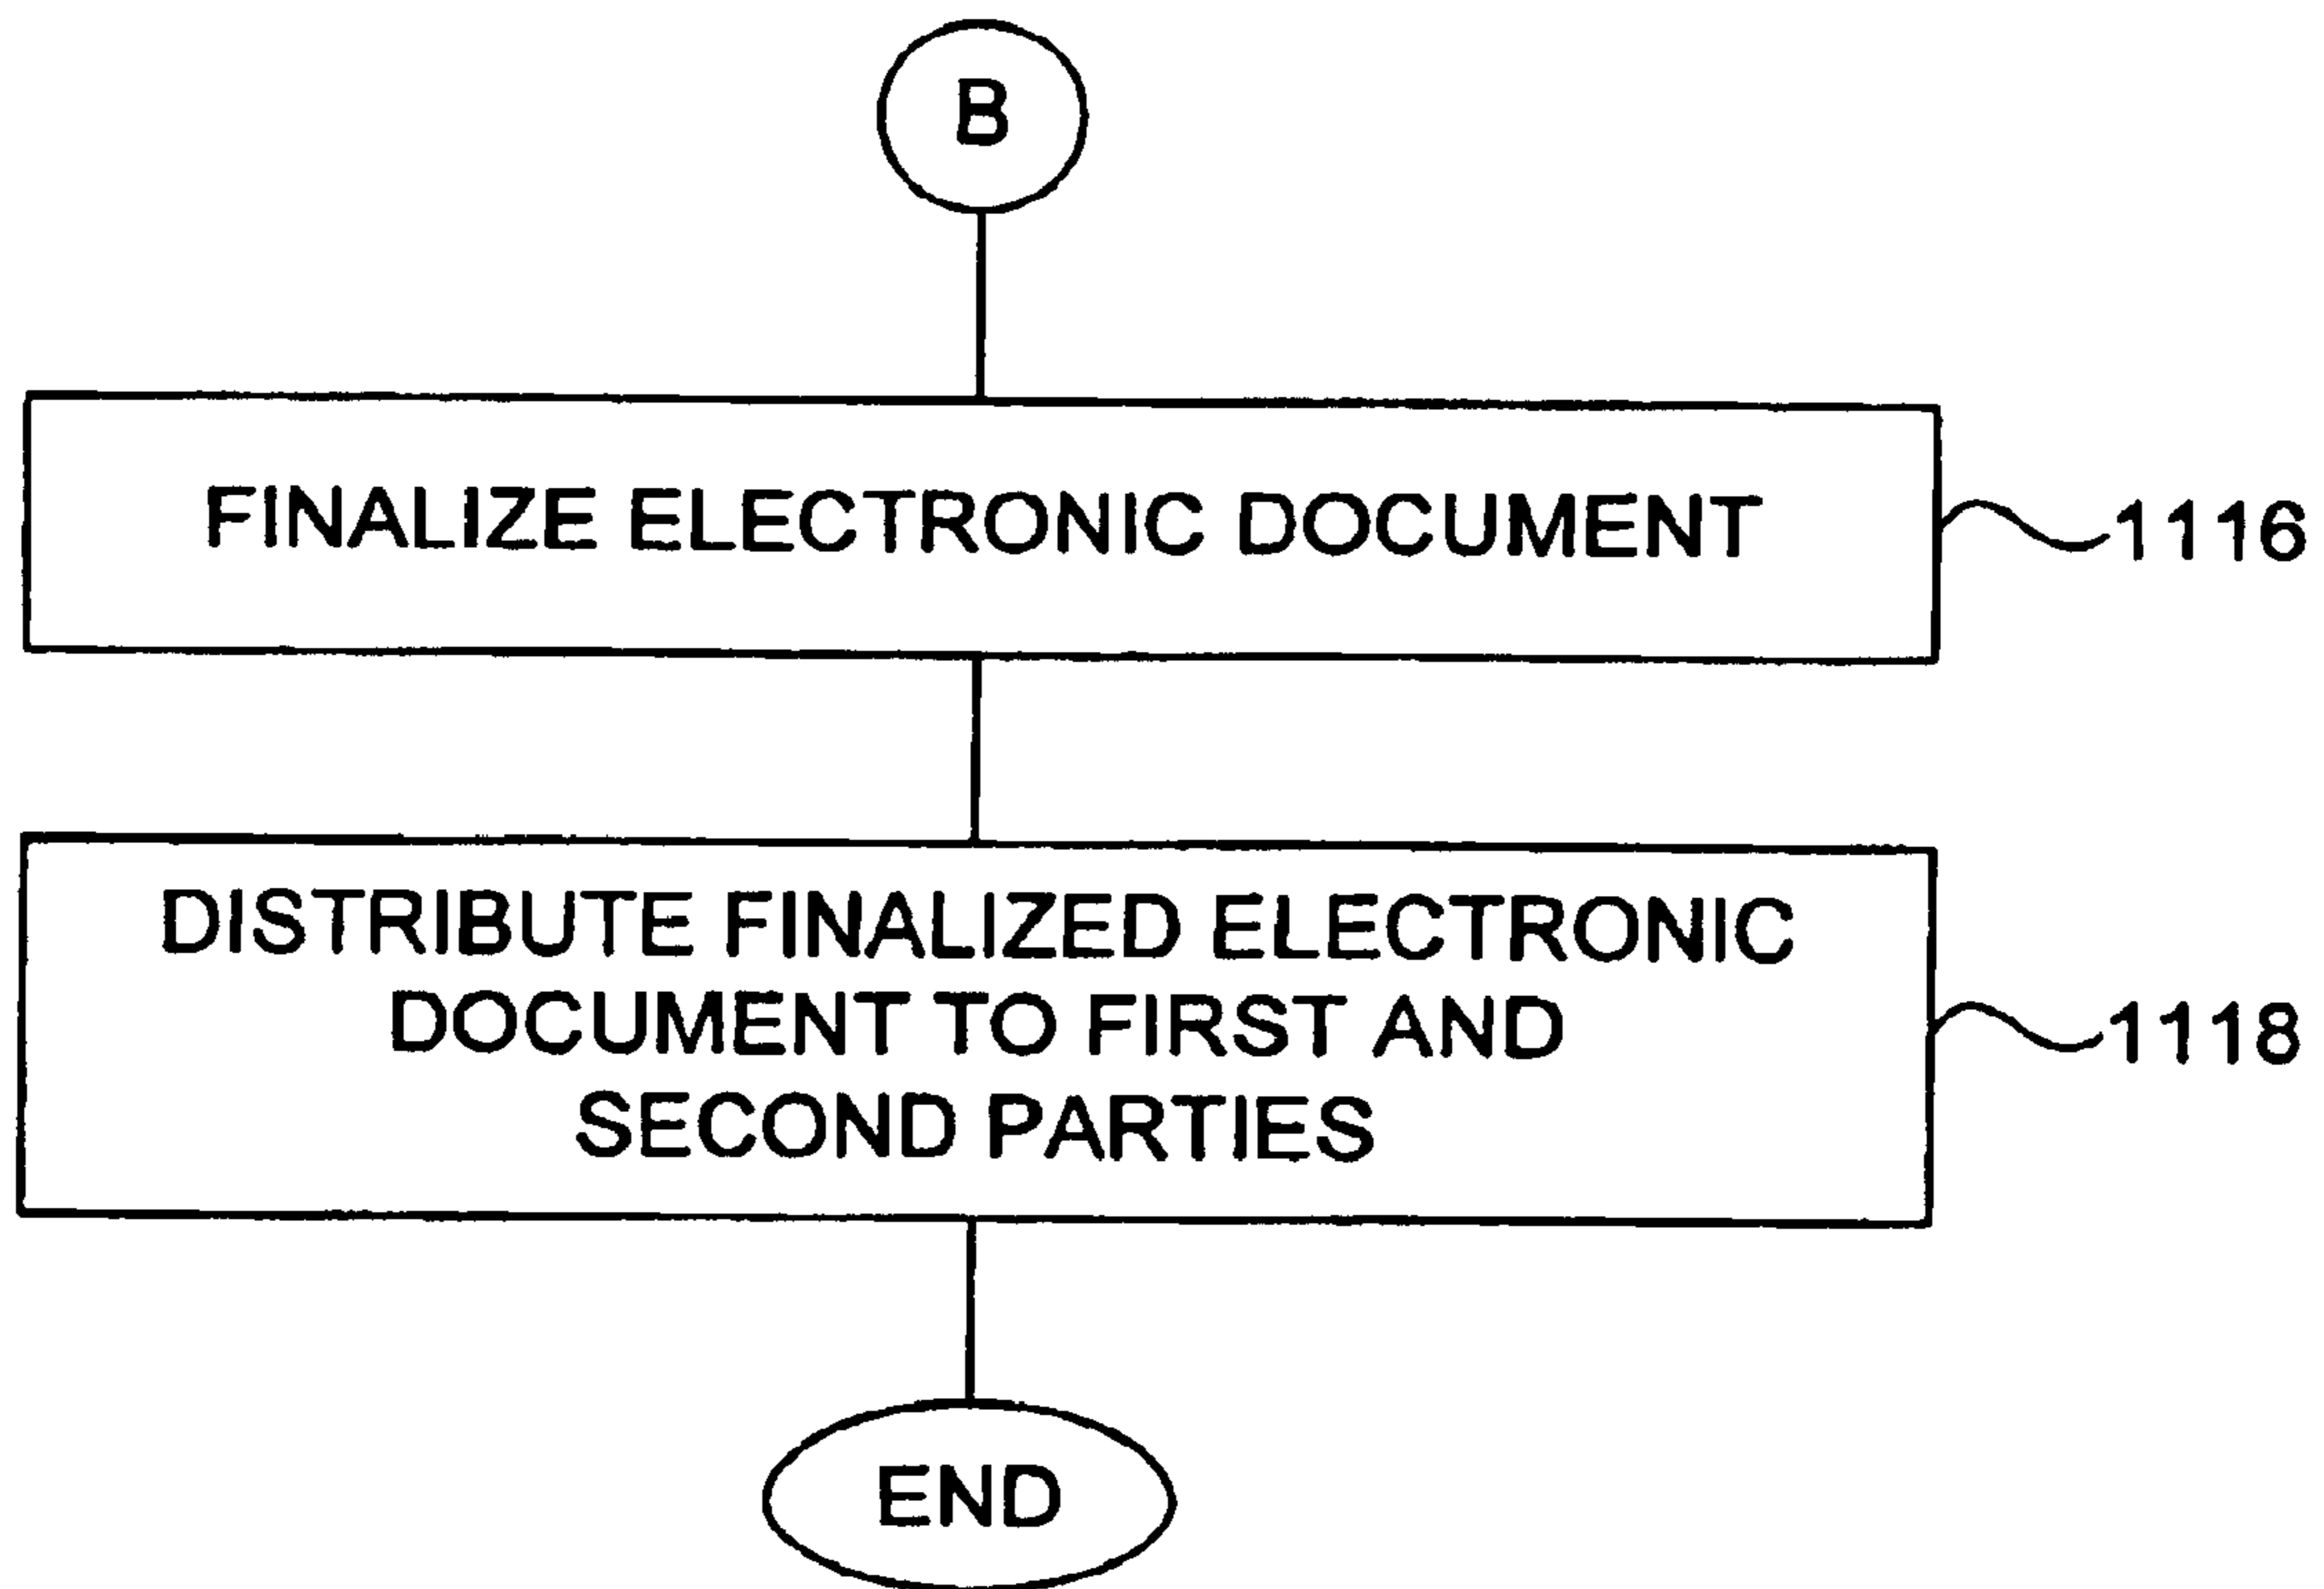 B
FINALIZE ELECTRONIC DOCUMENT
1116
DISTRIBUTE FINALIZED ELECTRONIC
DOCUMENT TO FIRST AND
SECOND PARTIES
1118
END